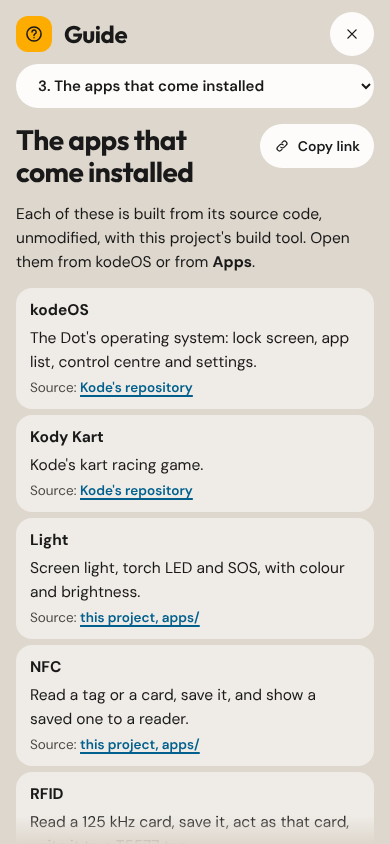 Guide
3. The apps that come installed
The apps that
come installed
Copy link
Each of these is built from its source code,
unmodified, with this project's build tool. Open
them from kodeOS or from Apps.
kodeOS
The Dot's operating system: lock screen, app
list, control centre and settings.
Source: Kode's repository
Kody Kart
Kode's kart racing game.
Source: Kode's repository
Light
Screen light, torch LED and SOS, with colour
and brightness.
Source: this project, apps/
NFC
Read a tag or a card, save it, and show a
saved one to a reader.
Source: this project, apps/
RFID
Read a 125 kHz card, save it, act as that card,